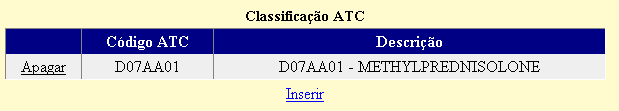 Classificação ATC
Código ATC Descrição
Apagar D07AA01 D07AA01 - METHYLPREDNISOLONE
Inserir